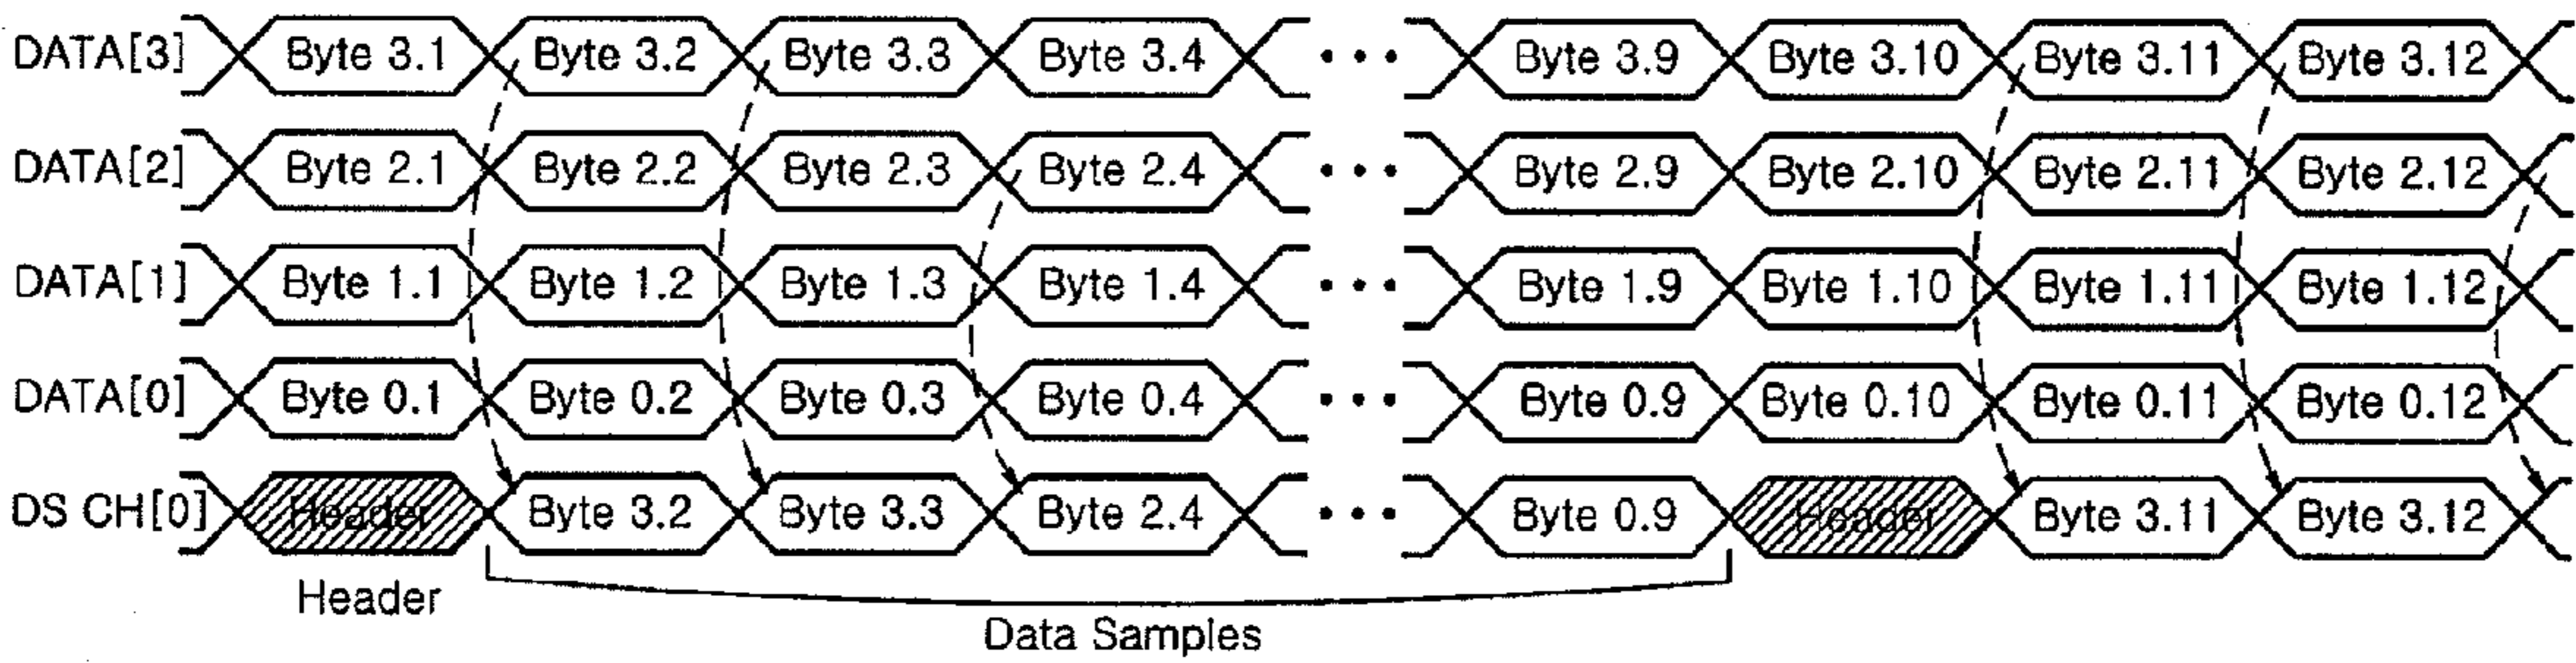 DATA[3] Byte 3.1 Byte 3.2 Byte 3.3 Byte 3.4 • • • Byte 3.9 Byte 3.10 Byte 3.11 Byte 3.12
DATA[2] Byte 2.1 Byte 2.2 Byte 2.3 Byte 2.4 • • • Byte 2.9 Byte 2.10 Byte 2.11 Byte 2.12
DATA[1] Byte 1.1 Byte 1.2 Byte 1.3 Byte 1.4 • • • Byte 1.9 Byte 1.10 Byte 1.11 Byte 1.12
DATA[0] Byte 0.1 Byte 0.2 Byte 0.3 Byte 0.4 • • • Byte 0.9 Byte 0.10 Byte 0.11 Byte 0.12
DS CH[0] Header Byte 3.2 Byte 3.3 Byte 2.4 • • • Byte 0.9 Header Byte 3.11 Byte 3.12
Header
Data Samples